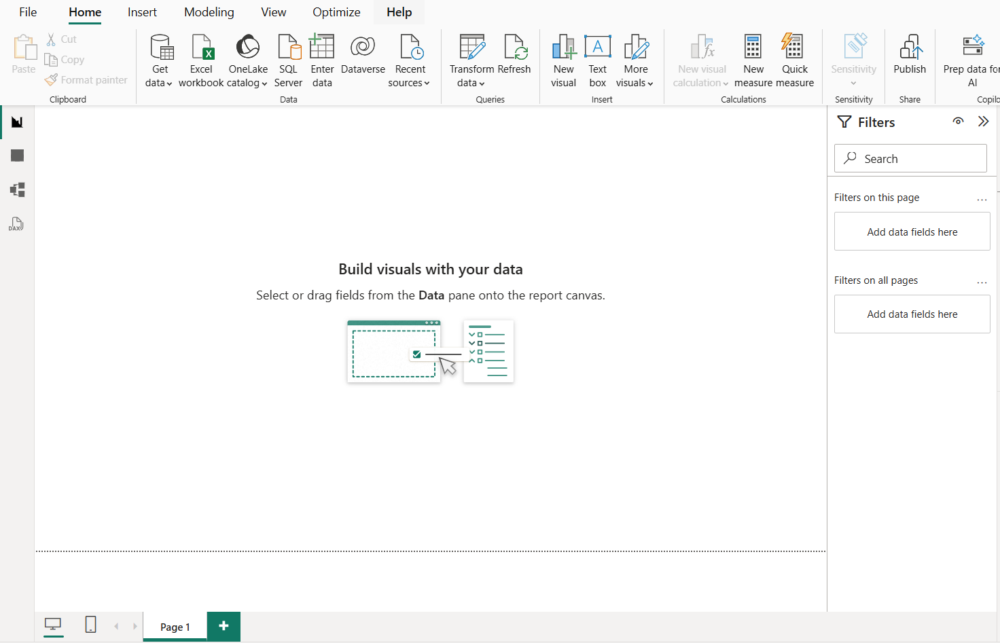 File Home Insert Modeling View Optimize Help
Paste
Cut
Copy
Format painter
Clipboard
Get
data
Excel
workbook
OneLake
catalog
SQL
Server
Enter
data
Dataverse
Recent
sources
Data
Transform
data
Refresh
Queries
New
visual
Text
box
More
visuals
Insert
New visual
calculation
New
measure
Quick
measure
Calculations
Sensitivity
Sensitivity
Publish
Share
Prep data for
AI
Copilo
DAX
Filters
Search
Filters on this page
Add data fields here
Filters on all pages
Add data fields here
Build visuals with your data
Select or drag fields from the Data pane onto the report canvas.
Page 1